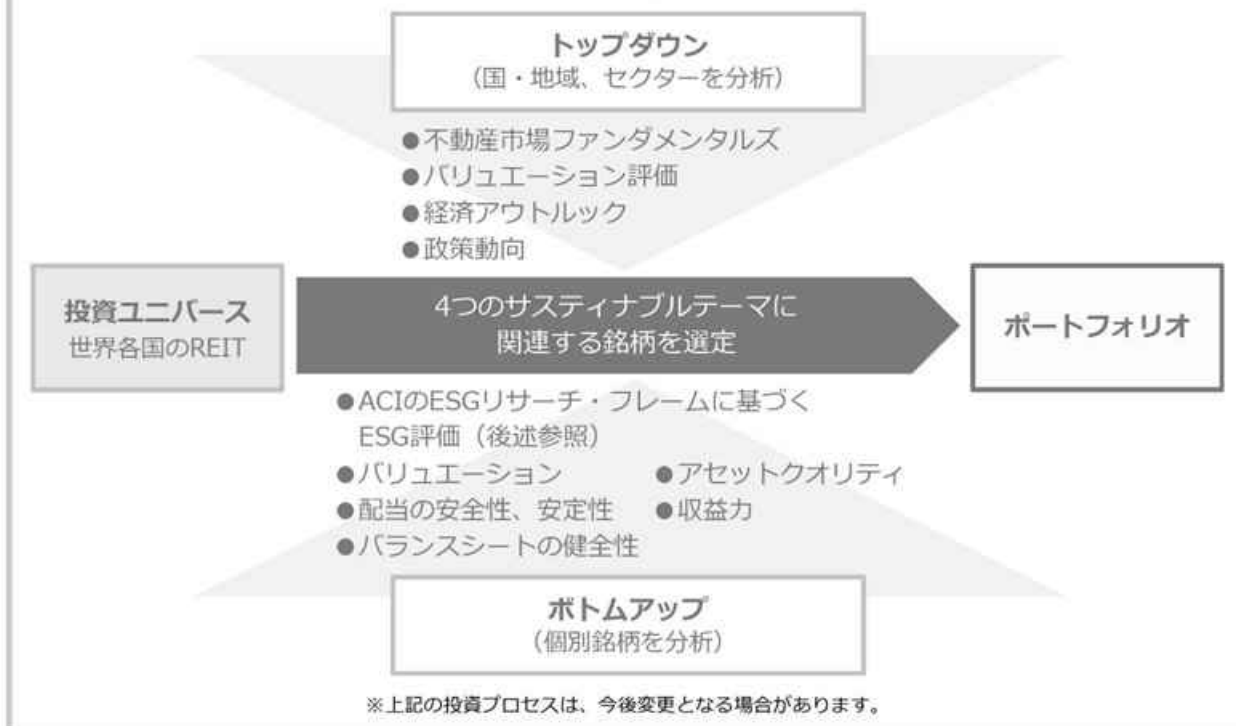 トップダウン
（国・地域、セクターを分析）
●不動産市場ファンダメンタルズ
●バリュエーション評価
●経済アウトルック
●政策動向
投資ユニバース
世界各国のREIT
4つのサスティナブルテーマに
関連する銘柄を選定
ポートフォリオ
●ACIのESGリサーチ・フレームに基づく
ESG評価（後述参照）
●バリュエーション ●アセットクオリティ
●配当の安全性、安定性 ●収益力
●バランスシートの健全性
ボトムアップ
（個別銘柄を分析）
※上記の投資プロセスは、今後変更となる場合があります。